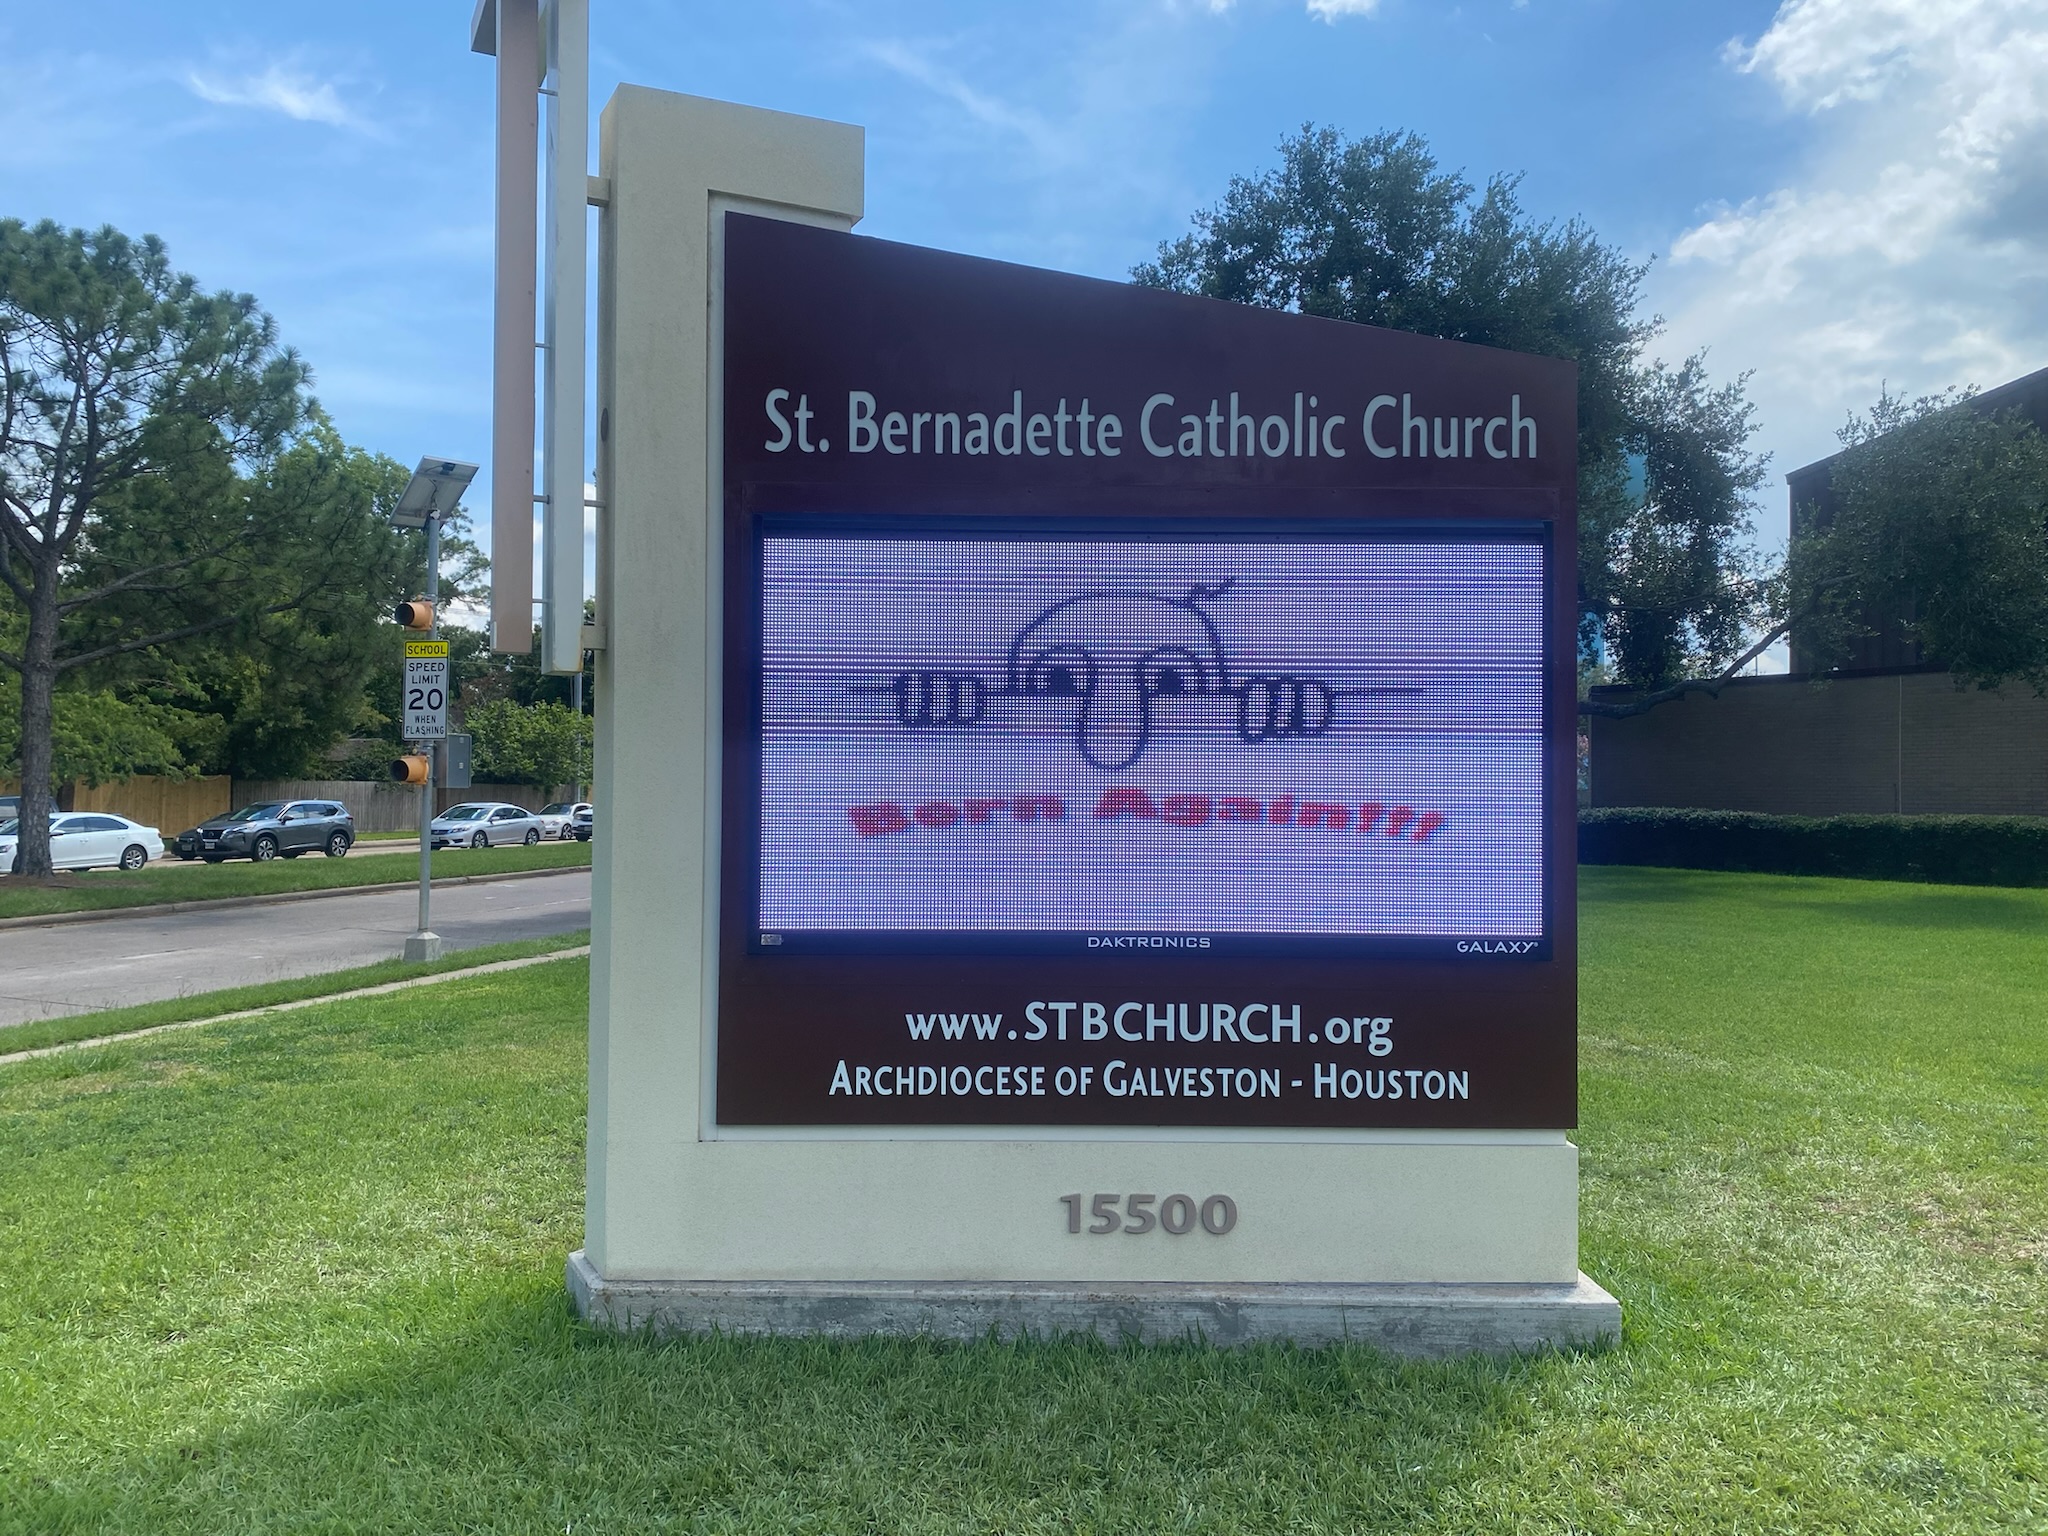 St. Bernadette Catholic Church
Born Again!!!
DAKTRONICS
GALAXY®
www.STBCHURCH.org
ARCHDIOCESE OF GALVESTON - HOUSTON
15500
SCHOOL
SPEED
LIMIT
20
WHEN
FLASHING